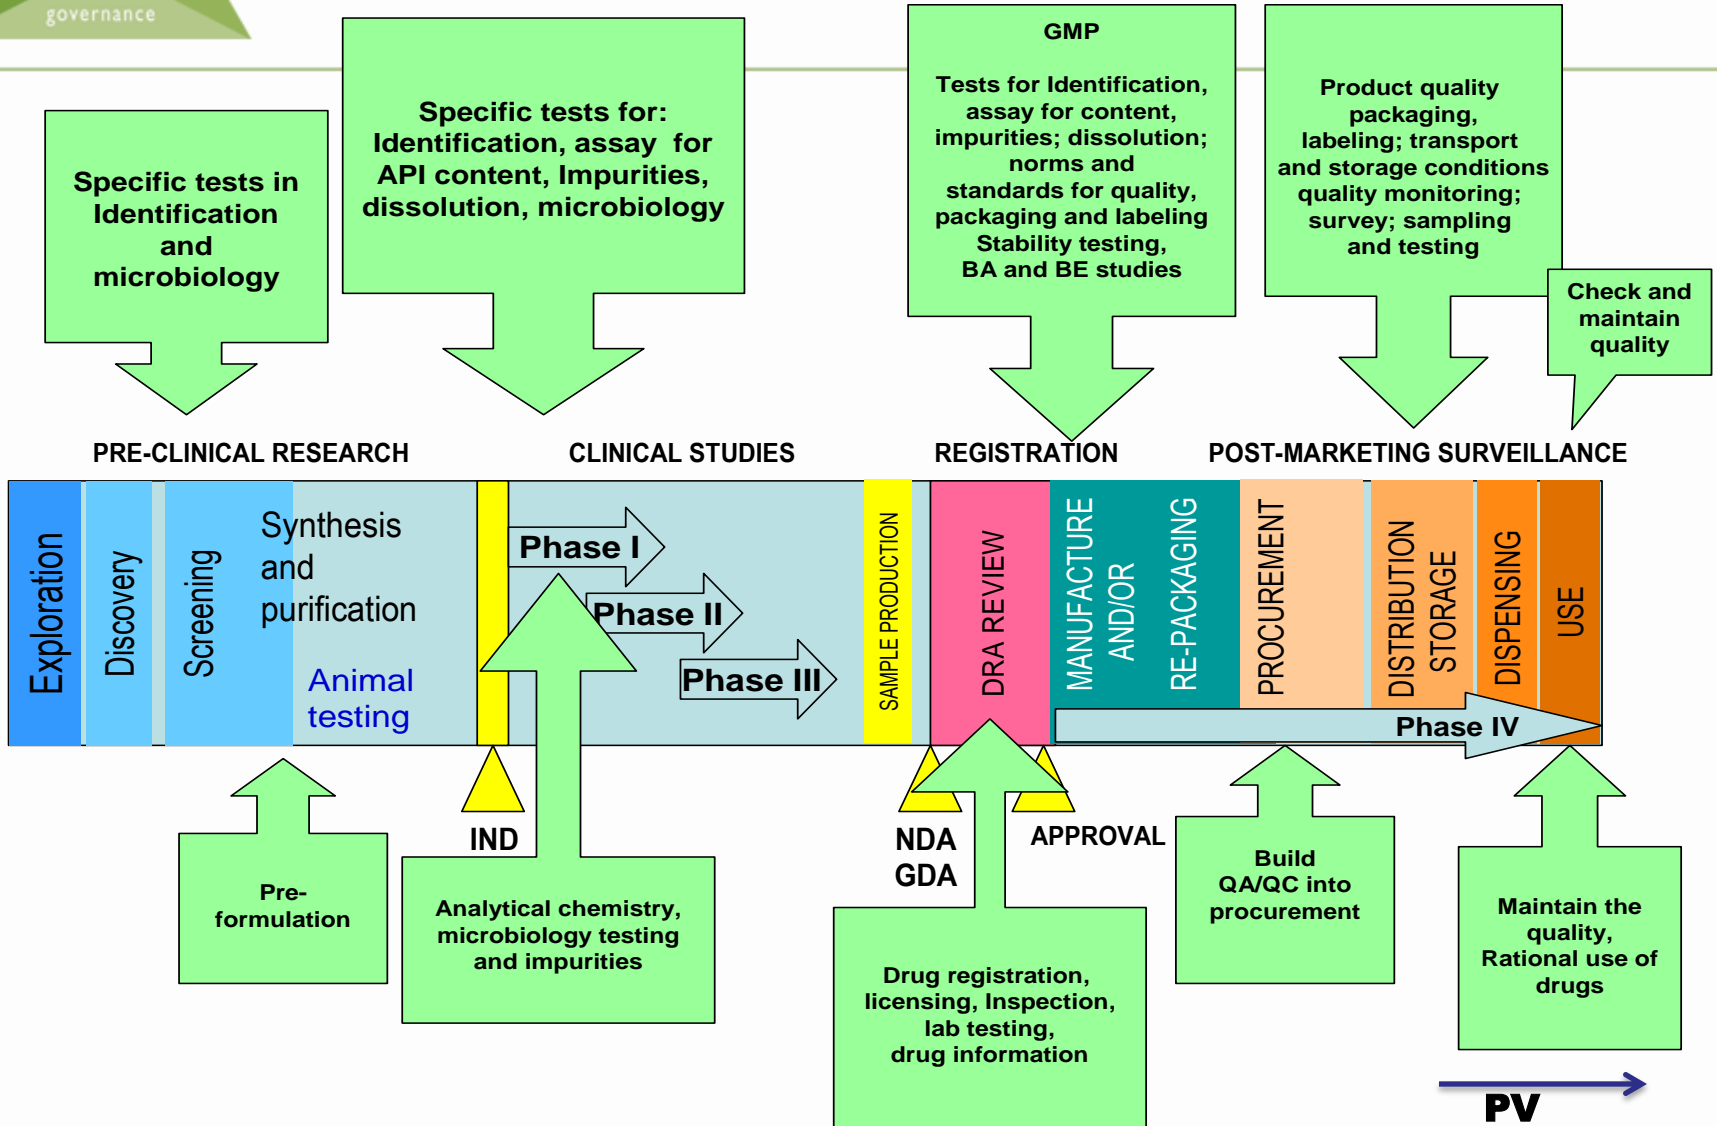 governance
Specific tests in
Identification
and
microbiology
Specific tests for:
Identification, assay for
API content, Impurities,
dissolution, microbiology
GMP
Tests for Identification,
assay for content,
impurities; dissolution;
norms and
standards for quality,
packaging and labeling
Stability testing,
BA and BE studies
Product quality
packaging,
labeling; transport
and storage conditions
quality monitoring;
survey; sampling
and testing
Check and
maintain
quality
PRE-CLINICAL RESEARCH
CLINICAL STUDIES
REGISTRATION
POST-MARKETING SURVEILLANCE
Exploration
Discovery
Screening
Synthesis
and
purification
Animal
testing
Phase I
Phase II
Phase III
SAMPLE PRODUCTION
DRA REVIEW
MANUFACTURE
AND/OR
RE-PACKAGING
PROCUREMENT
DISTRIBUTION
STORAGE
DISPENSING
USE
Phase IV
IND
NDA
GDA
APPROVAL
Pre-
formulation
Analytical chemistry,
microbiology testing
and impurities
Drug registration,
licensing, Inspection,
lab testing,
drug information
Build
QA/QC into
procurement
Maintain the
quality,
Rational use of
drugs
PV